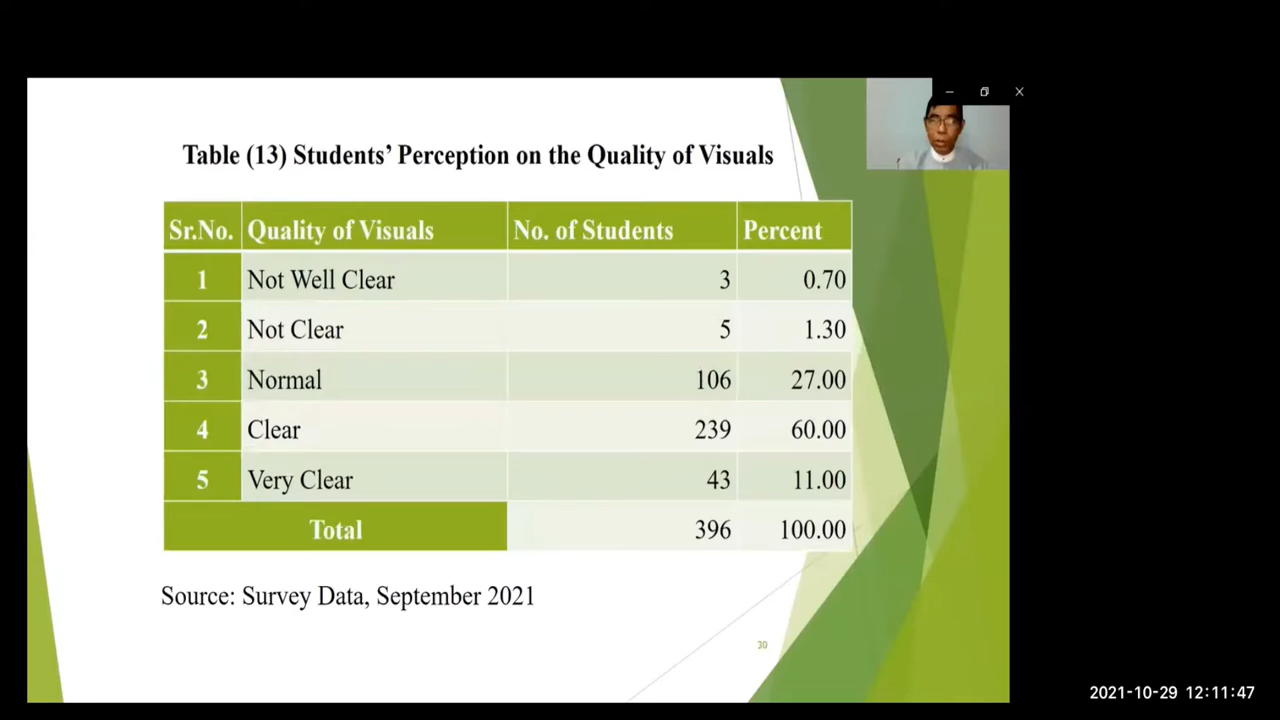 Table (13) Students’ Perception on the Quality of Visuals
Sr.No. Quality of Visuals No. of Students Percent
1 Not Well Clear 3 0.70
2 Not Clear 5 1.30
3 Normal 106 27.00
4 Clear 239 60.00
5 Very Clear 43 11.00
Total 396 100.00
Source: Survey Data, September 2021
30
2021-10-29 12:11:47